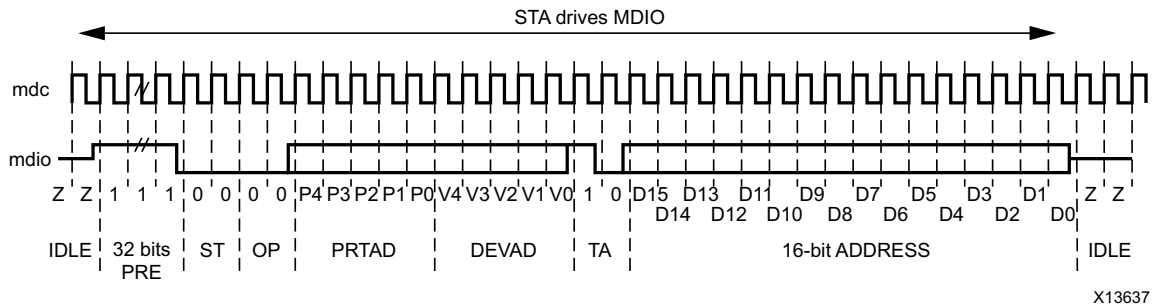 STA drives MDIO
mdc
mdio
Z Z 1 1 1 0 0 0 0 P4 P3 P2 P1 P0 V4 V3 V2 V1 V0 1 0 D15 D13 D11 D9 D7 D5 D3 D1 Z Z
D14 D12 D10 D8 D6 D4 D2 D0
IDLE 32 bits ST OP PRTAD DEVAD TA 16-bit ADDRESS IDLE
PRE
X13637